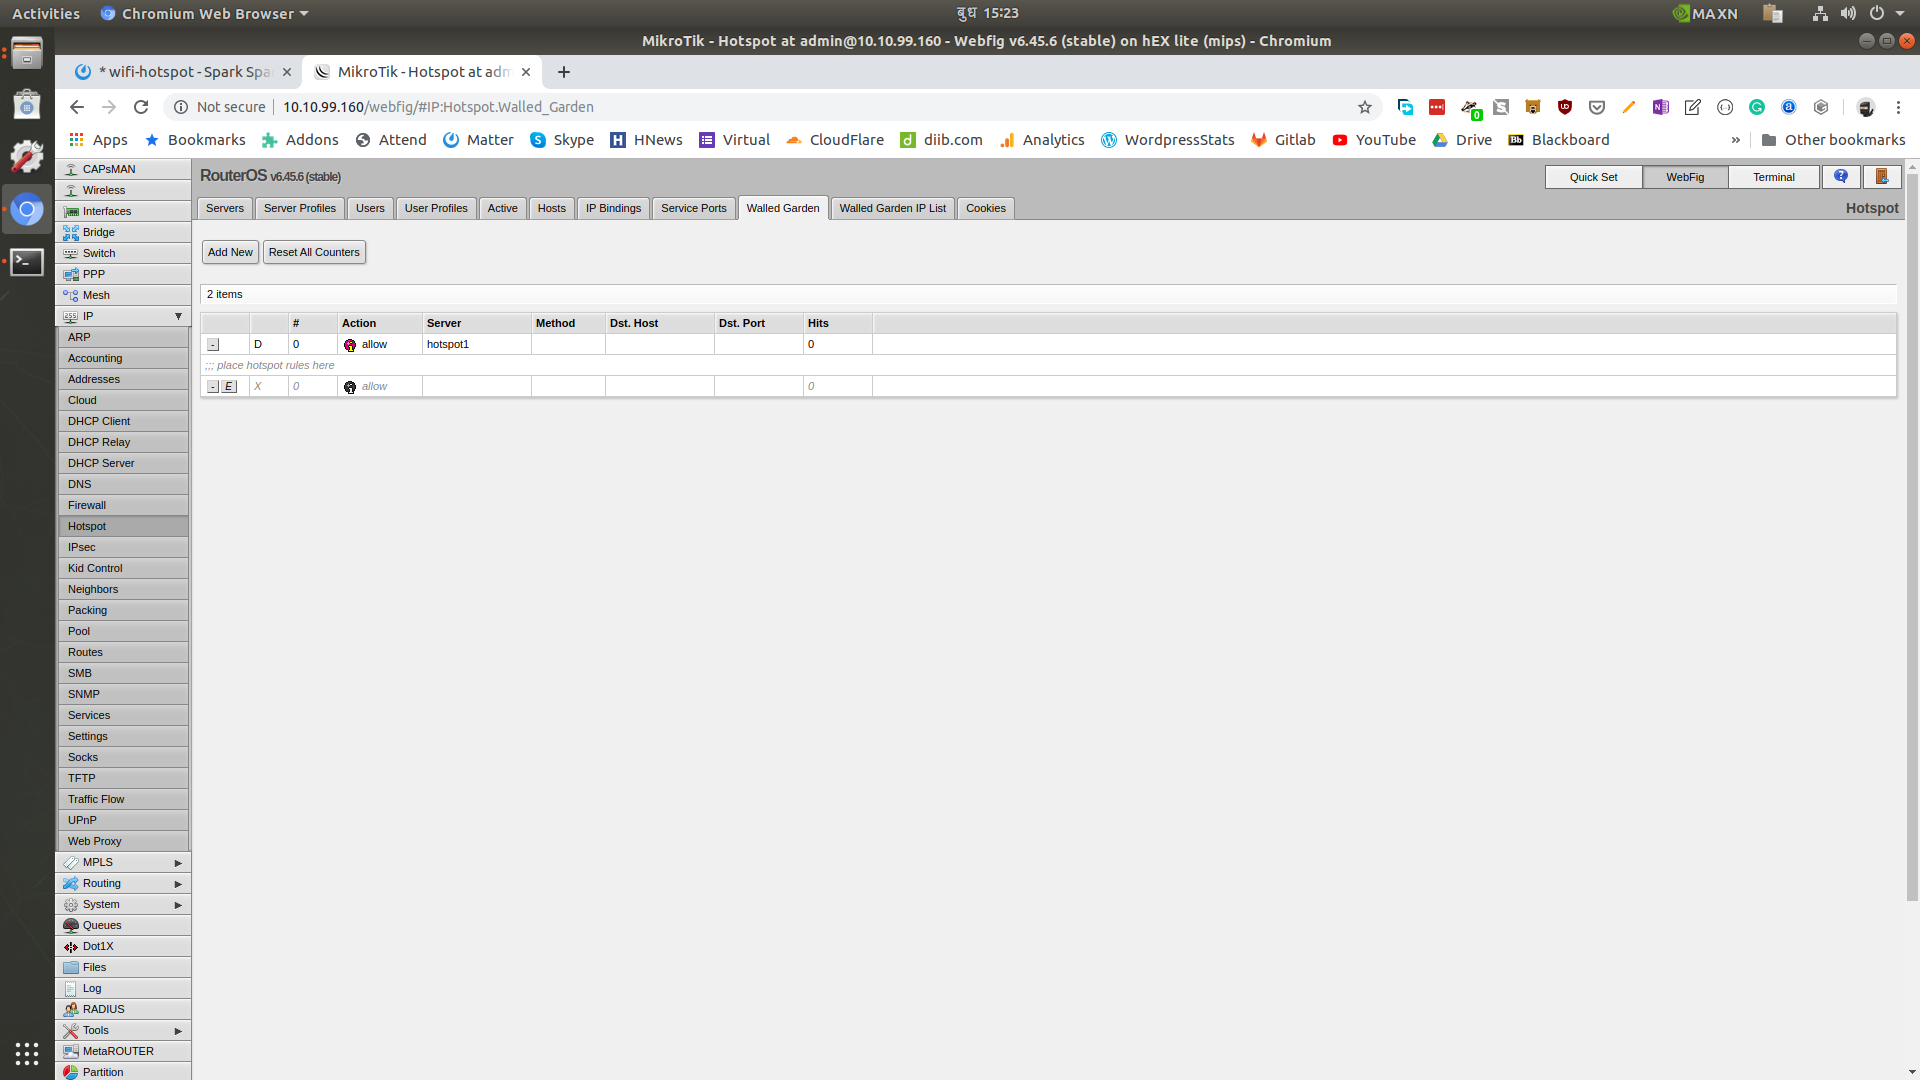 Activities Chromium Web Browser बुध 15:23 MAXN
MikroTik - Hotspot at admin@10.10.99.160 - Webfig v6.45.6 (stable) on hEX lite (mips) - Chromium
* wifi-hotspot - Spark Spa MikroTik - Hotspot at adm
Not secure 10.10.99.160/webfig/#IP:Hotspot.Walled_Garden
Apps Bookmarks Addons Attend Matter Skype HNews Virtual CloudFlare diib.com Analytics WordpressStats Gitlab YouTube Drive Blackboard » Other bookmarks
RouterOS v6.45.6 (stable)
Quick Set WebFig Terminal
Servers Server Profiles Users User Profiles Active Hosts IP Bindings Service Ports Walled Garden Walled Garden IP List Cookies Hotspot
Add New Reset All Counters
2 items
# Action Server Method Dst. Host Dst. Port Hits
- D 0 allow hotspot1 0
;;; place hotspot rules here
- E X 0 allow 0
CAPsMAN
Wireless
Interfaces
Bridge
Switch
PPP
Mesh
IP
ARP
Accounting
Addresses
Cloud
DHCP Client
DHCP Relay
DHCP Server
DNS
Firewall
Hotspot
IPsec
Kid Control
Neighbors
Packing
Pool
Routes
SMB
SNMP
Services
Settings
Socks
TFTP
Traffic Flow
UPnP
Web Proxy
MPLS
Routing
System
Queues
Dot1X
Files
Log
RADIUS
Tools
MetaROUTER
Partition